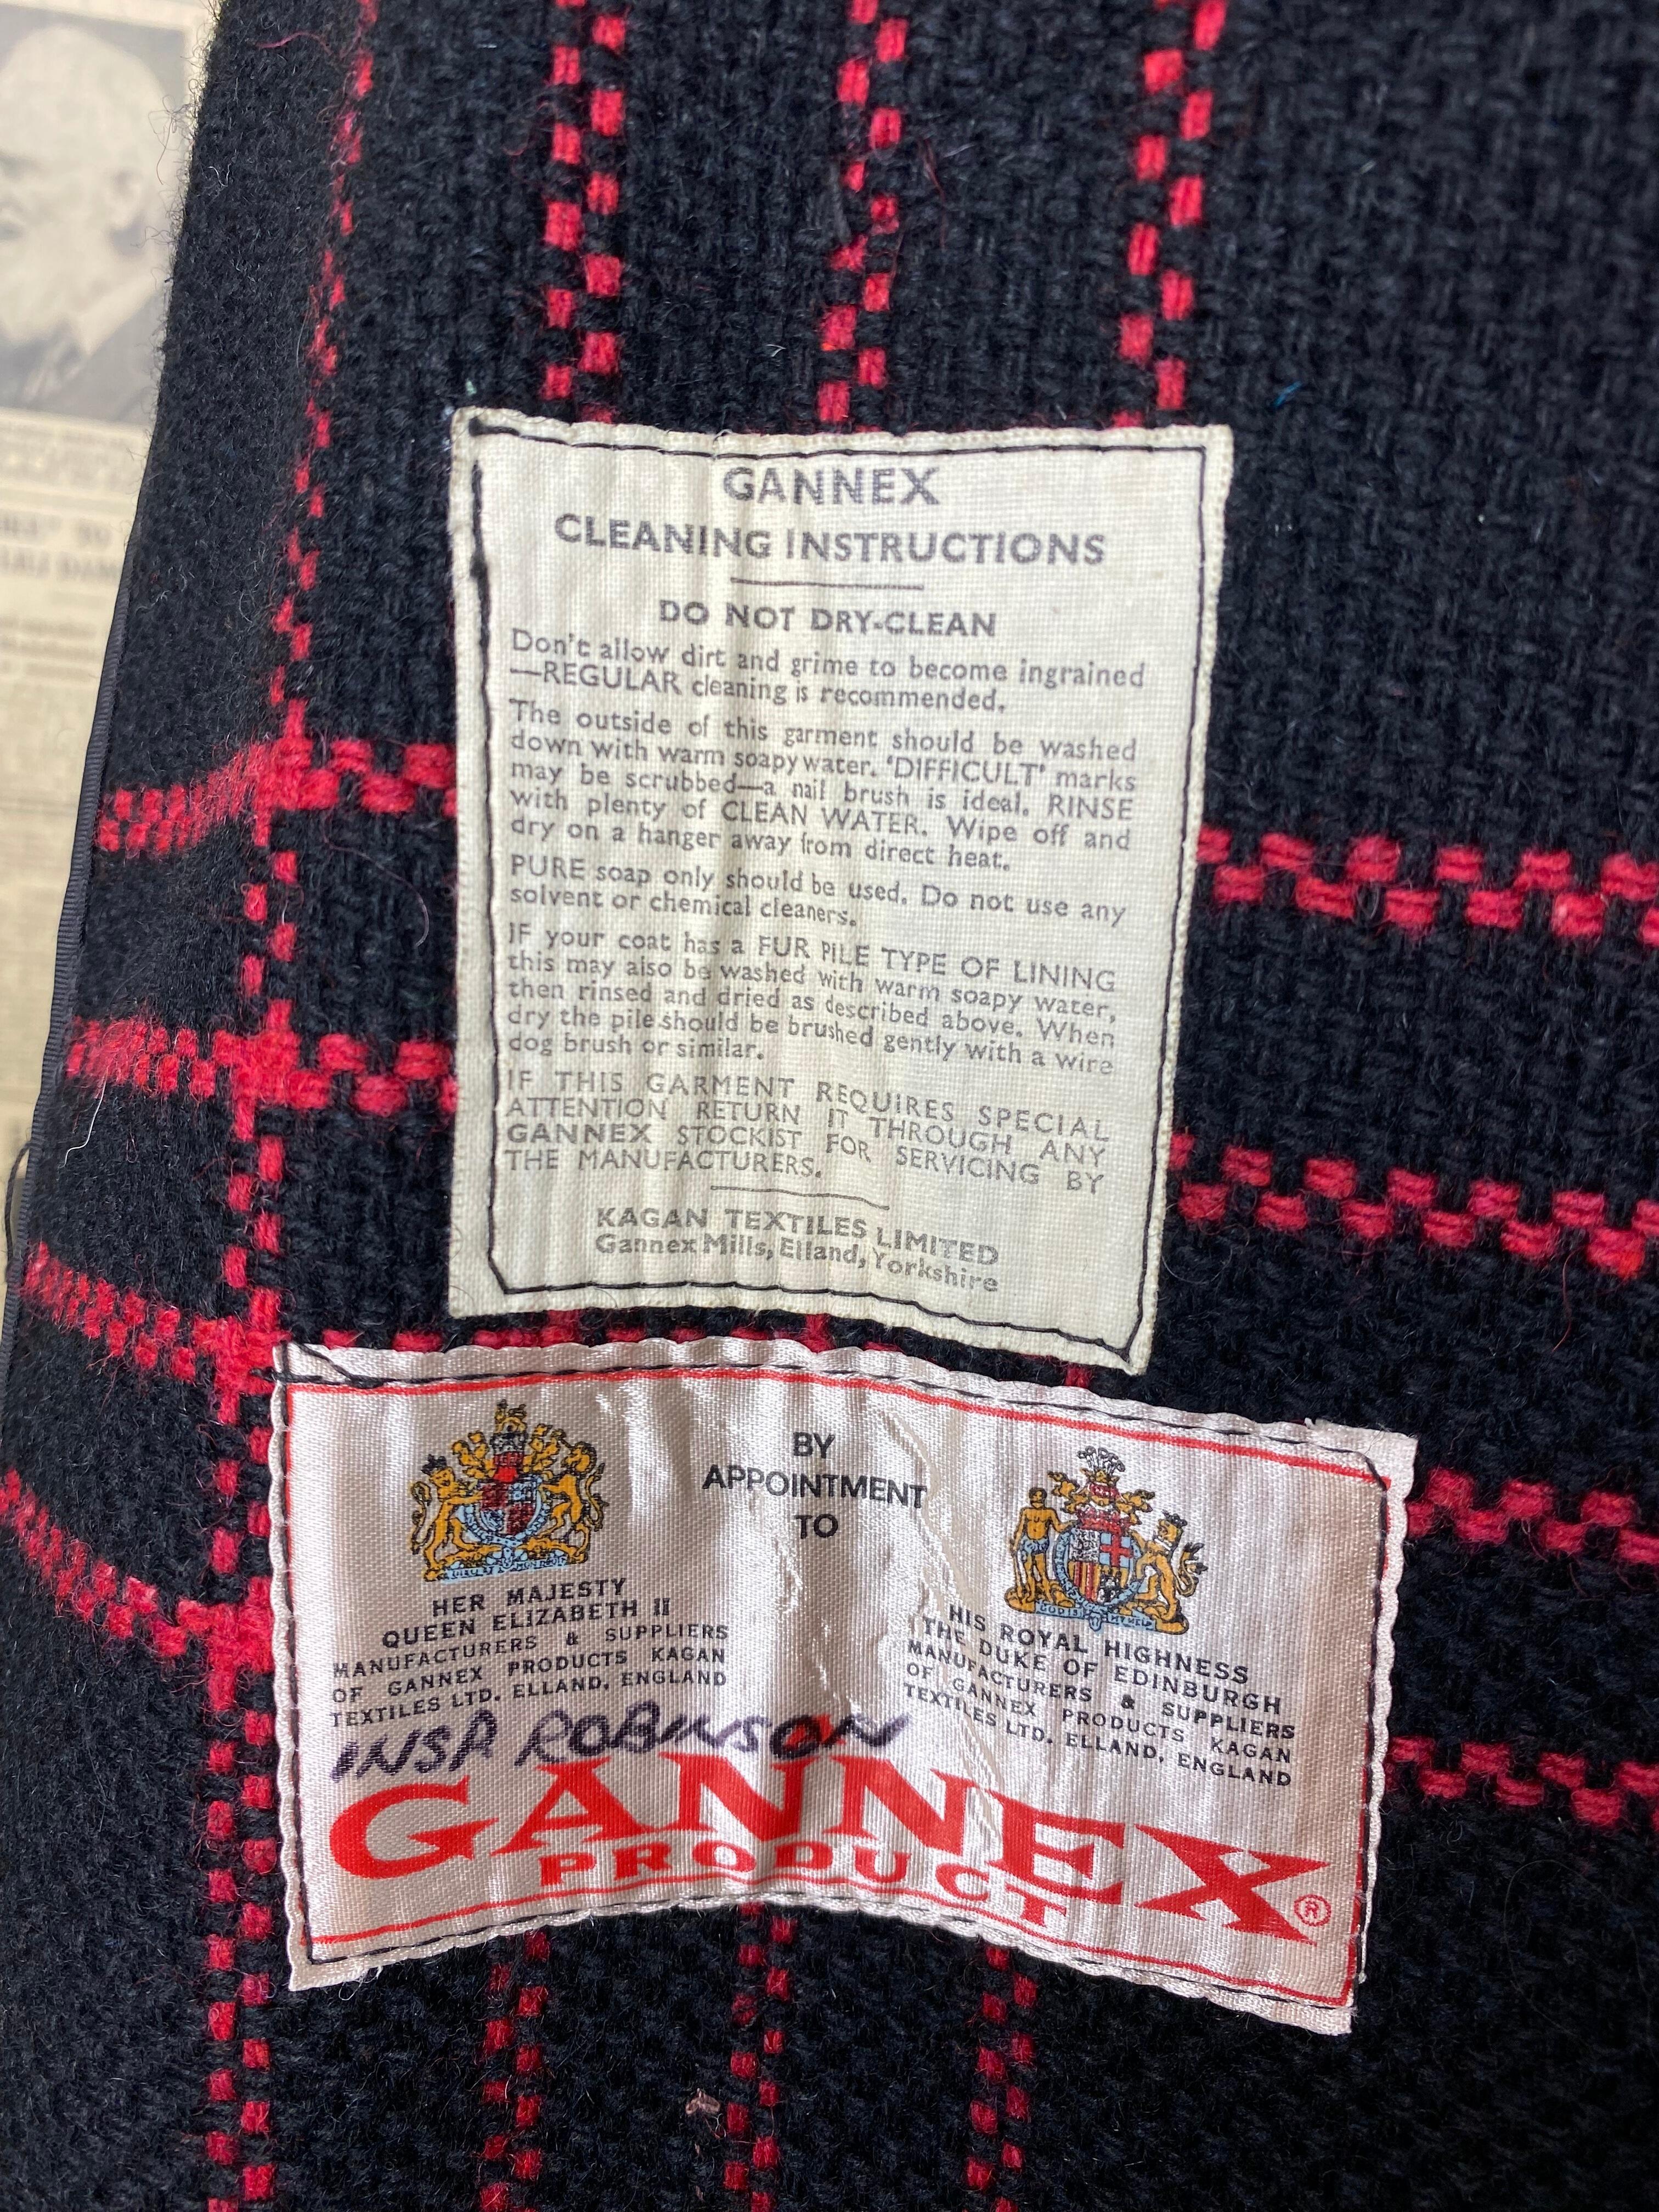 GANNEX
CLEANING INSTRUCTIONS
DO NOT DRY-CLEAN
Don't allow dirt and grime to become ingrained
—REGULAR cleaning is recommended.
The outside of this garment should be washed
down with warm soapy water. 'DIFFICULT' marks
may be scrubbed—a nail brush is ideal. RINSE
with plenty of CLEAN WATER. Wipe off and
dry on a hanger away from direct heat.
PURE soap only should be used. Do not use any
solvent or chemical cleaners.
IF your coat has a FUR PILE TYPE OF LINING
this may also be washed with warm soapy water,
then rinsed and dried as described above. When
dry the pile should be brushed gently with a wire
dog brush or similar.
IF THIS GARMENT REQUIRES SPECIAL
ATTENTION RETURN IT THROUGH ANY
GANNEX STOCKIST FOR SERVICING BY
THE MANUFACTURERS.
KAGAN TEXTILES LIMITED
Gannex Mills, Elland, Yorkshire
BY
APPOINTMENT
TO
HER MAJESTY
QUEEN ELIZABETH II
MANUFACTURERS & SUPPLIERS
OF GANNEX PRODUCTS KAGAN
TEXTILES LTD. ELLAND, ENGLAND
HIS ROYAL HIGHNESS
THE DUKE OF EDINBURGH
MANUFACTURERS & SUPPLIERS
OF GANNEX PRODUCTS KAGAN
TEXTILES LTD. ELLAND, ENGLAND
INSP ROBINSON
GANNEX
PRODUCT ®